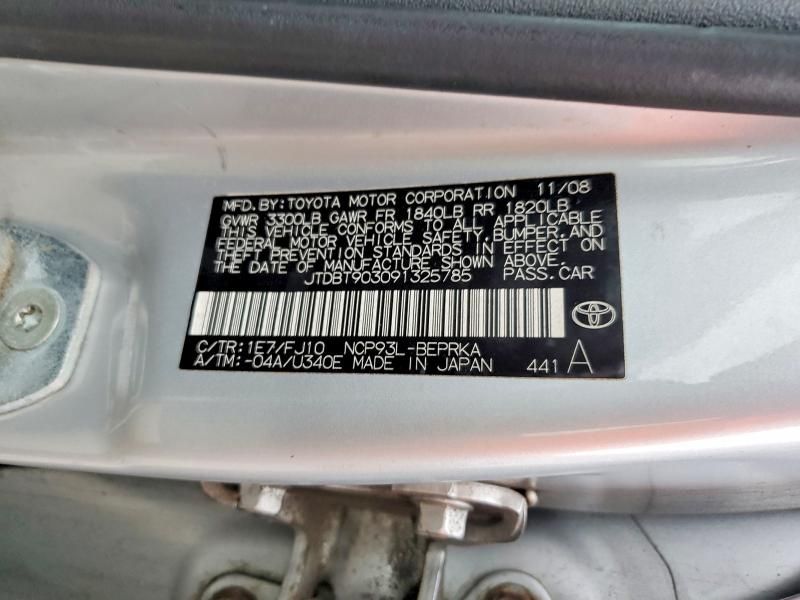 MFD. BY: TOYOTA MOTOR CORPORATION 11/08
GVWR 3300LB GAWR FR 1840LB RR 1820LB
THIS VEHICLE CONFORMS TO ALL APPLICABLE
FEDERAL MOTOR VEHICLE SAFETY, BUMPER, AND
THEFT PREVENTION STANDARDS IN EFFECT ON
THE DATE OF MANUFACTURE SHOWN ABOVE.
JTDBT903091325785 PASS. CAR
C/TR: 1E7/FJ10 NCP93L-BEPRKA
A/TM: -04A/U340E MADE IN JAPAN 441 A